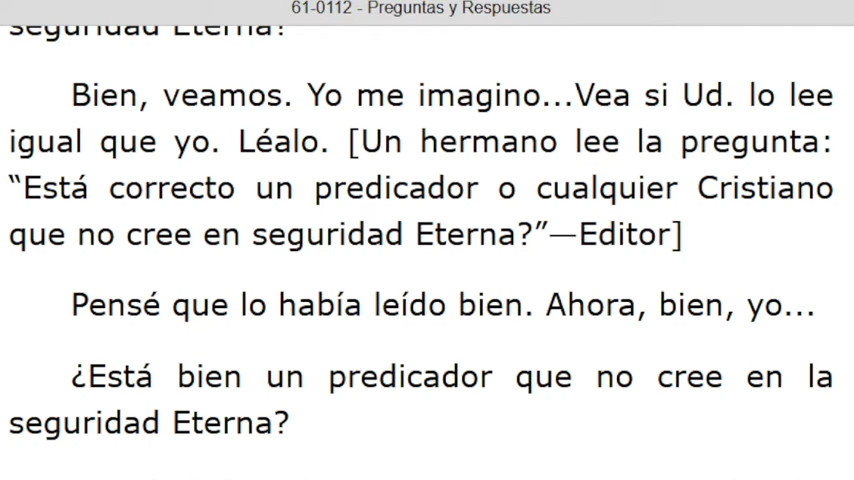 61-0112 - Preguntas y Respuestas
seguridad Eterna?
Bien, veamos. Yo me imagino...Vea si Ud. lo lee
igual que yo. Léalo. [Un hermano lee la pregunta:
“Está correcto un predicador o cualquier Cristiano
que no cree en seguridad Eterna?”—Editor]
Pensé que lo había leído bien. Ahora, bien, yo...
¿Está bien un predicador que no cree en la
seguridad Eterna?